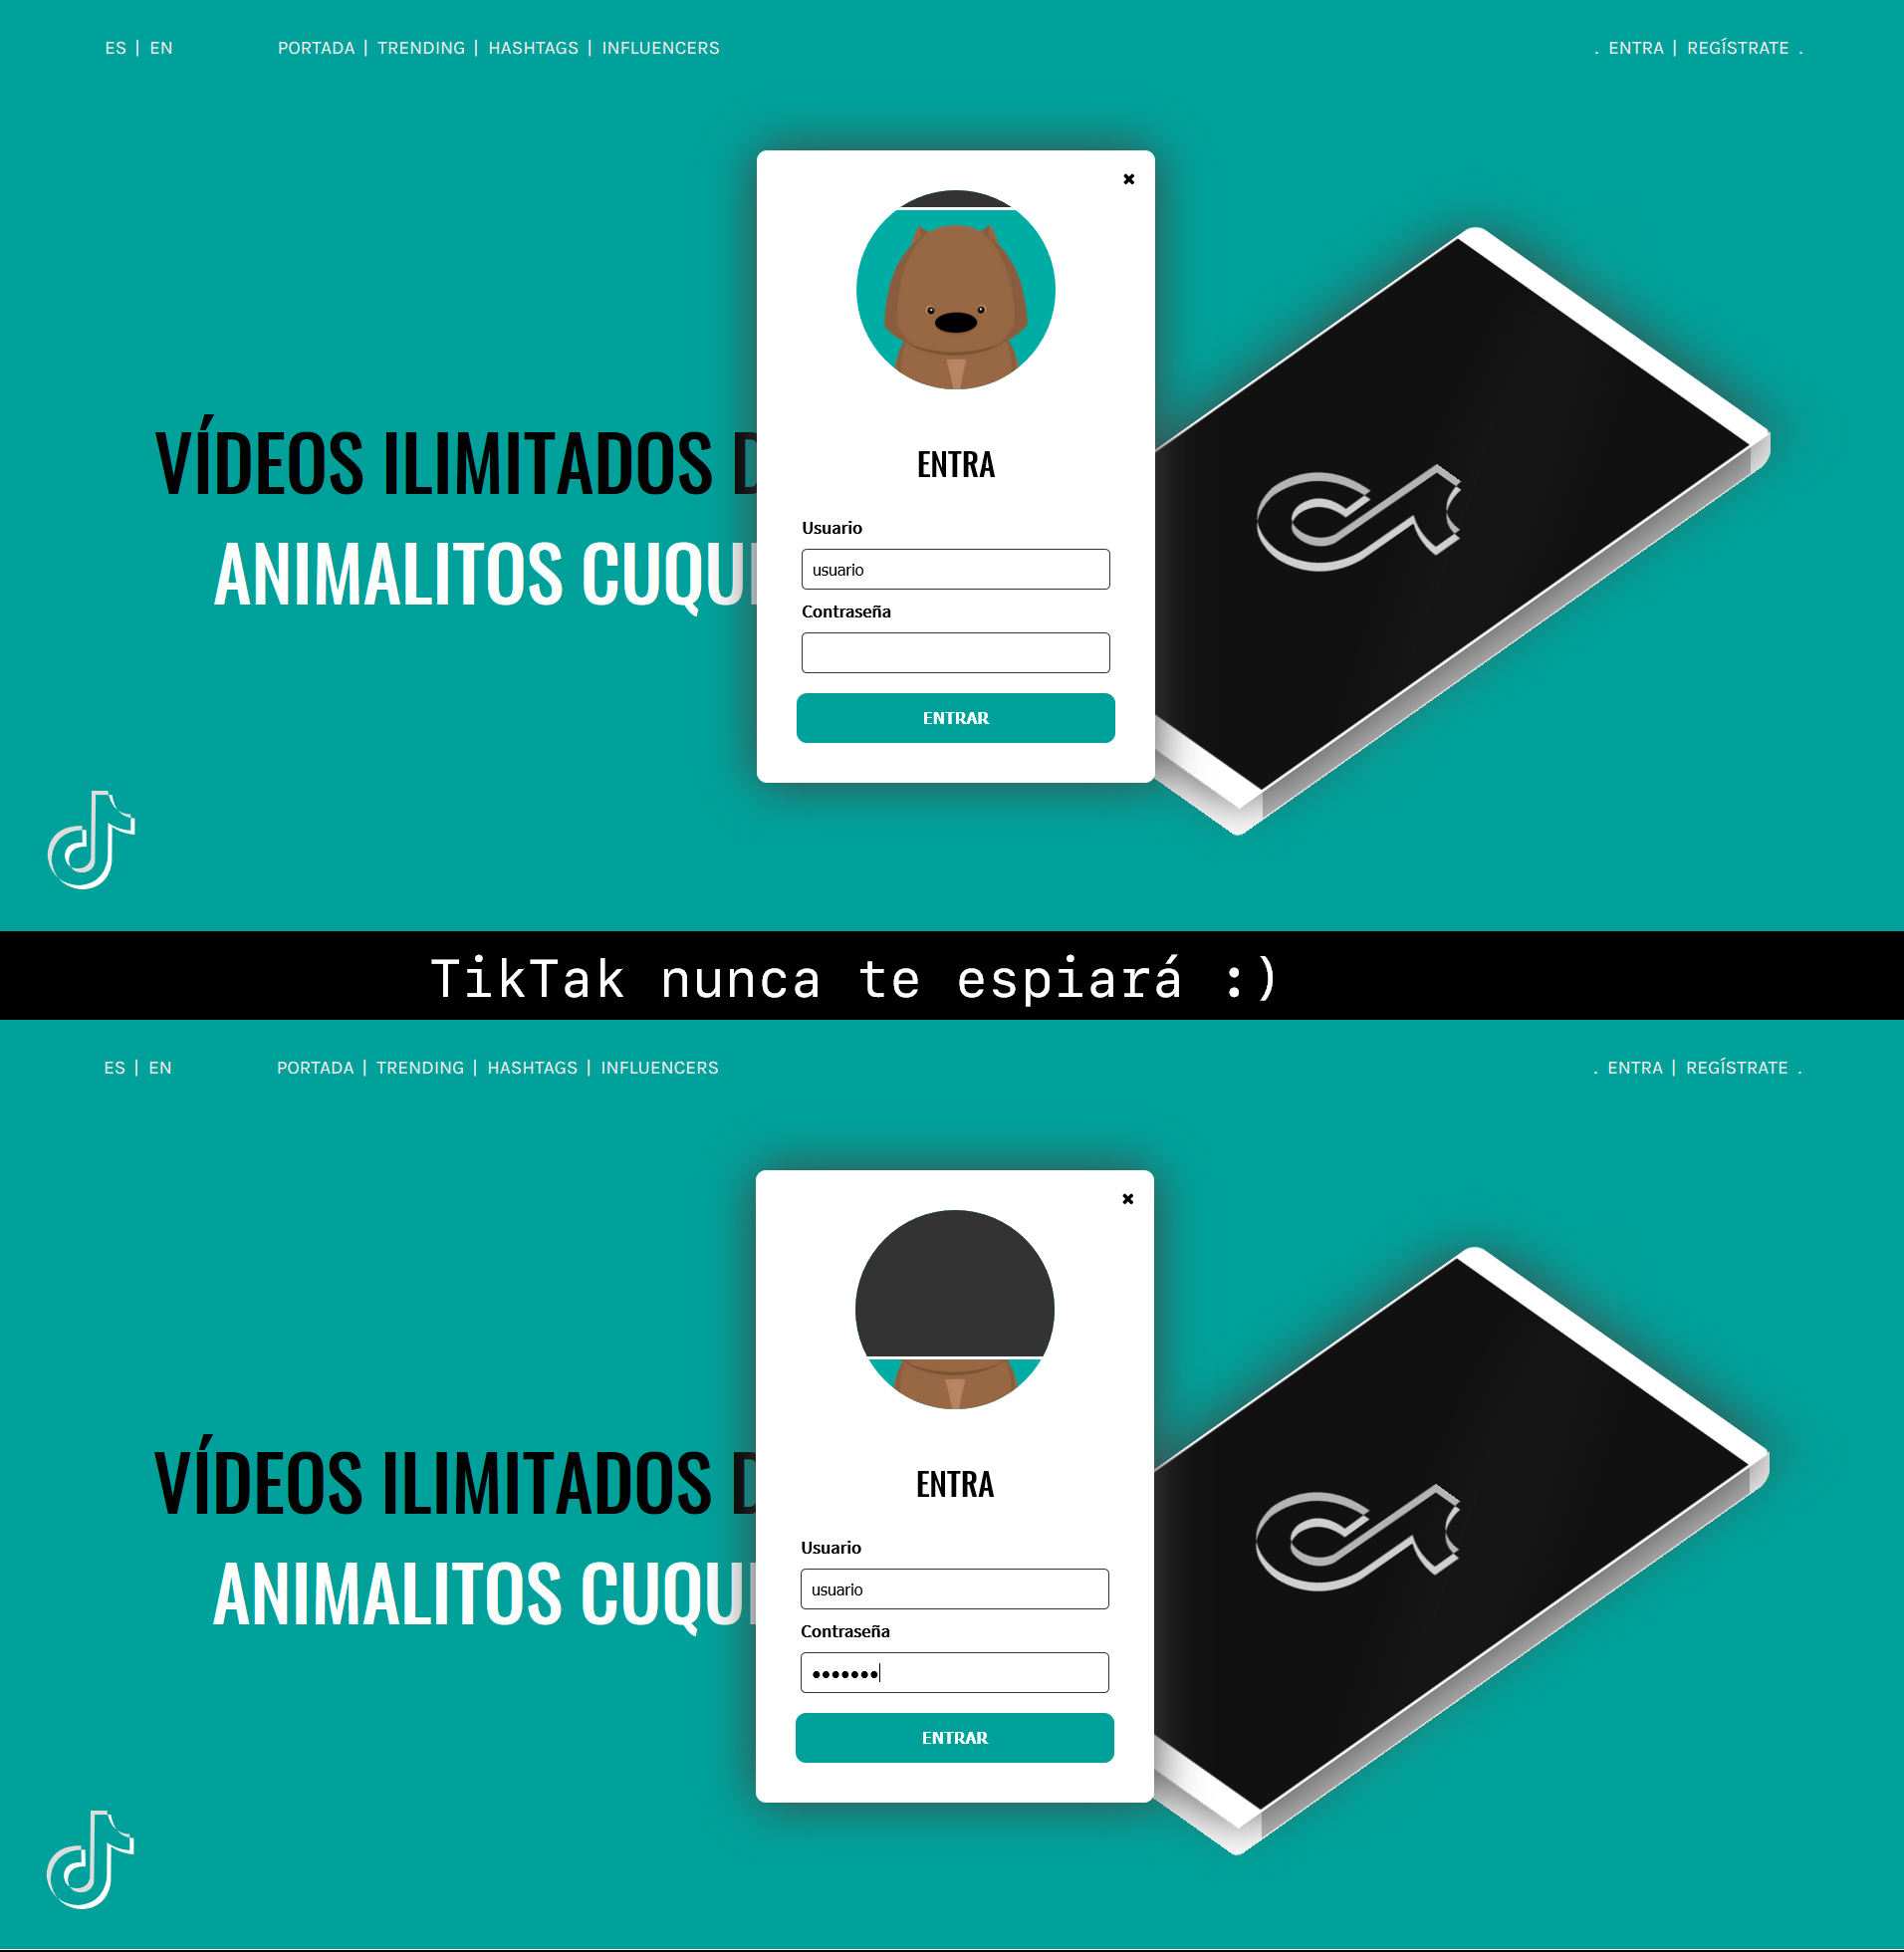 ES | EN PORTADA | TRENDING | HASHTAGS | INFLUENCERS . ENTRA | REGÍSTRATE .
VÍDEOS ILIMITADOS D
ANIMALITOS CUQU
ENTRA
Usuario
usuario
Contraseña
ENTRAR
TikTak nunca te espiará :)
ES | EN PORTADA | TRENDING | HASHTAGS | INFLUENCERS . ENTRA | REGÍSTRATE .
VÍDEOS ILIMITADOS D
ANIMALITOS CUQU
ENTRA
Usuario
usuario
Contraseña
•••••••
ENTRAR